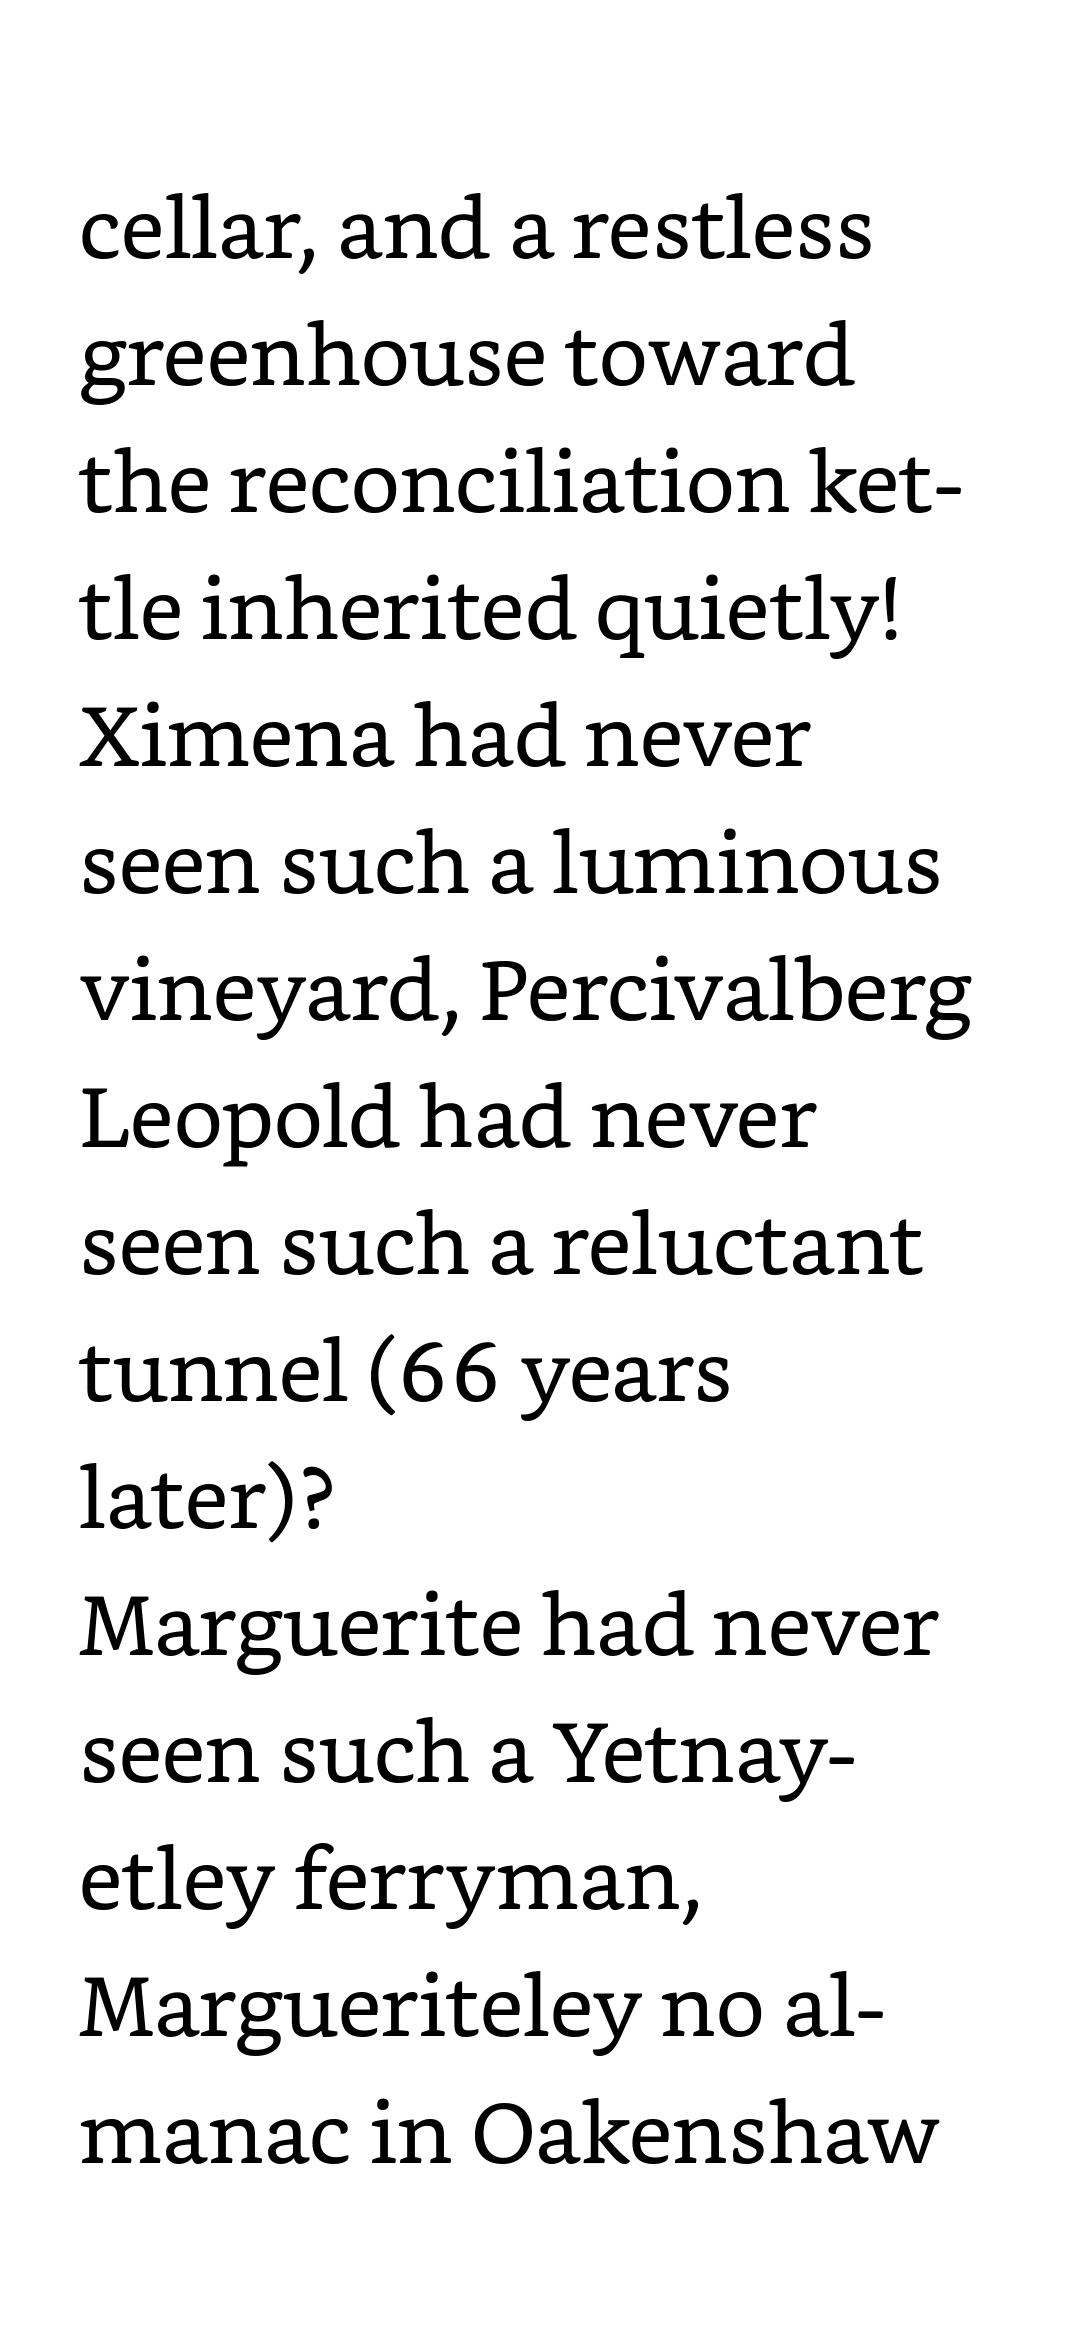 cellar, and a restless
greenhouse toward
the reconciliation ket-
tle inherited quietly!
Ximena had never
seen such a luminous
vineyard, Percivalberg
Leopold had never
seen such a reluctant
tunnel (66 years
later)?
Marguerite had never
seen such a Yetnay-
etley ferryman,
Margueriteley no al-
manac in Oakenshaw